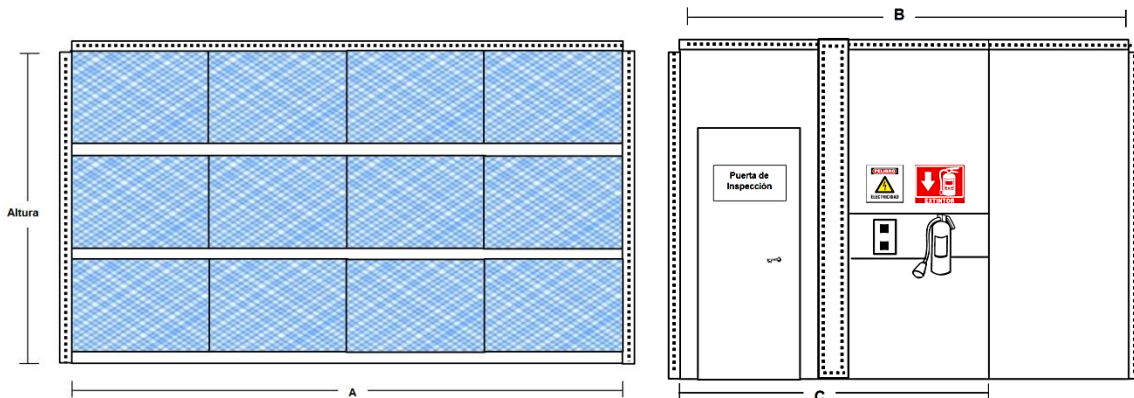 B
Altura
A
Puerta de
Inspección
PELIGRO
ELECTRICIDAD
EXTINTOR
C